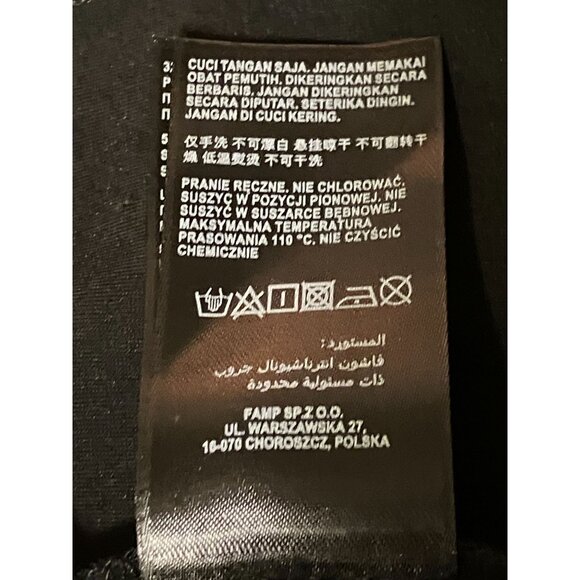 CUCI TANGAN SAJA. JANGAN MEMAKAI
OBAT PEMUTIH. DIKERINGKAN SECARA
BERBARIS. JANGAN DIKERINGKAN
SECARA DIPUTAR. SETERIKA DINGIN.
JANGAN DI CUCI KERING.
仅手洗 不可漂白 悬挂晾干 不可翻转干
燥 低温熨烫 不可干洗
PRANIE RĘCZNE. NIE CHLOROWAĆ.
SUSZYĆ W POZYCJI PIONOWEJ. NIE
SUSZYĆ W SUSZARCE BĘBNOWEJ.
MAKSYMALNA TEMPERATURA
PRASOWANIA 110 °C. NIE CZYŚCIĆ
CHEMICZNIE
المستورد:
فاشون انترناشيونال جروب
ذات مسئولية محدودة
FAMP SP.Z O.O.
UL. WARSZAWSKA 27,
16-070 CHOROSZCZ, POLSKA